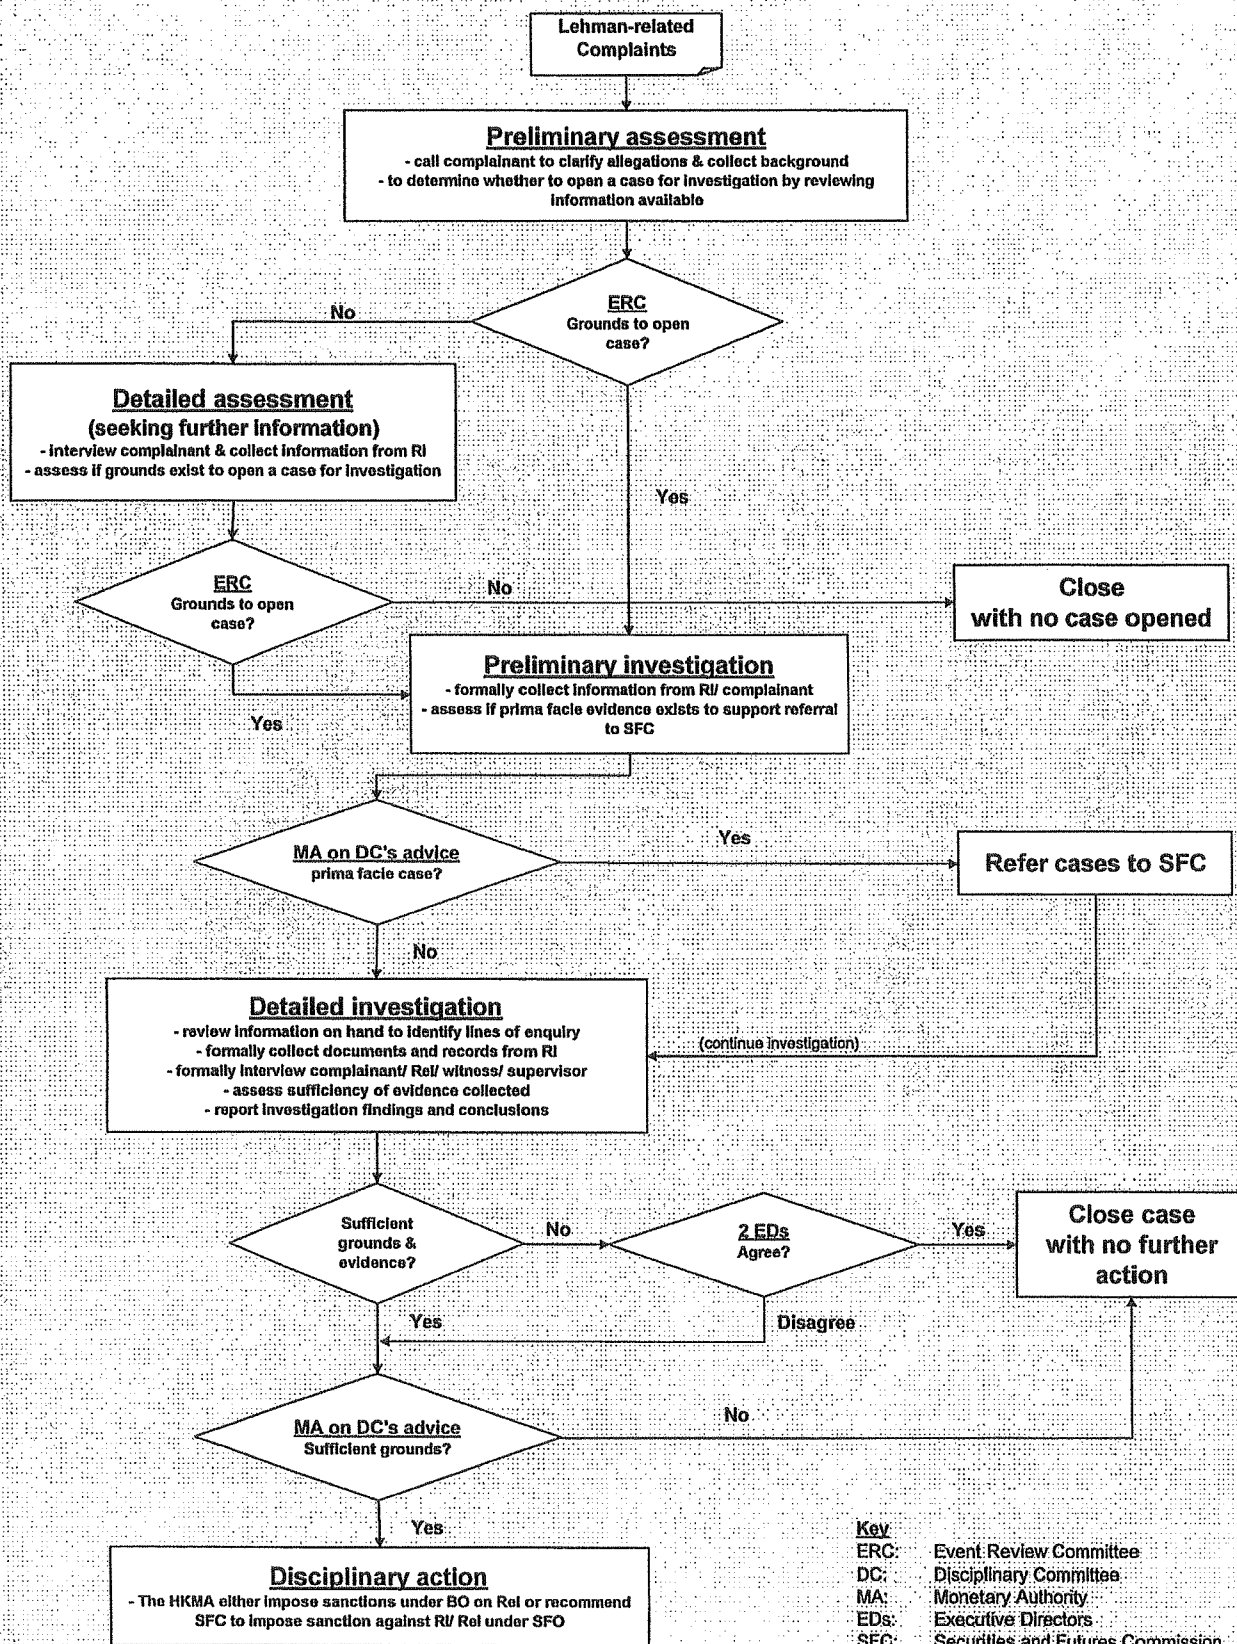 Lehman-related
Complaints
Preliminary assessment
- call complainant to clarify allegations & collect background
- to determine whether to open a case for investigation by reviewing
information available
ERC
Grounds to open
case?
No
Yes
Detailed assessment
(seeking further information)
- interview complainant & collect information from RI
- assess if grounds exist to open a case for investigation
ERC
Grounds to open
case?
No
Close
with no case opened
Yes
Preliminary investigation
- formally collect information from RI/ complainant
- assess if prima facie evidence exists to support referral
to SFC
MA on DC's advice
prima facie case?
Yes
Refer cases to SFC
No
Detailed investigation
- review information on hand to identify lines of enquiry
- formally collect documents and records from RI
- formally interview complainant/ Rel/ witness/ supervisor
- assess sufficiency of evidence collected
- report investigation findings and conclusions
(continue investigation)
Sufficient
grounds &
evidence?
No
2 EDs
Agree?
Yes
Close case
with no further
action
Yes
Disagree
MA on DC's advice
Sufficient grounds?
No
Yes
Disciplinary action
- The HKMA either impose sanctions under BO on Rel or recommend
SFC to impose sanction against RI/ Rel under SFO
Key
ERC: Event Review Committee
DC: Disciplinary Committee
MA: Monetary Authority
EDs: Executive Directors
SFC: Securities and Futures Commission